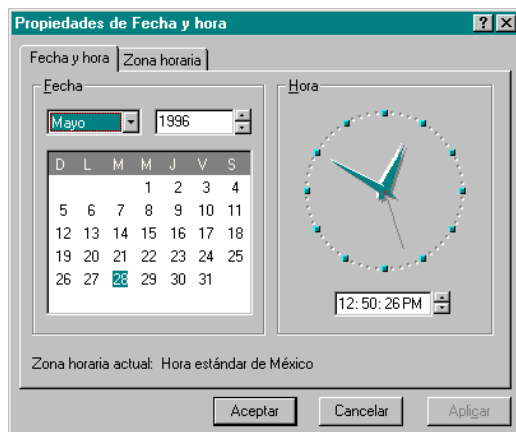 Propiedades de Fecha y hora
Fecha y hora Zona horaria
Fecha
Mayo 1996
D L M M J V S
1 2 3 4
5 6 7 8 9 10 11
12 13 14 15 16 17 18
19 20 21 22 23 24 25
26 27 28 29 30 31
Hora
12:50:26 PM
Zona horaria actual: Hora estándar de México
Aceptar Cancelar Aplicar